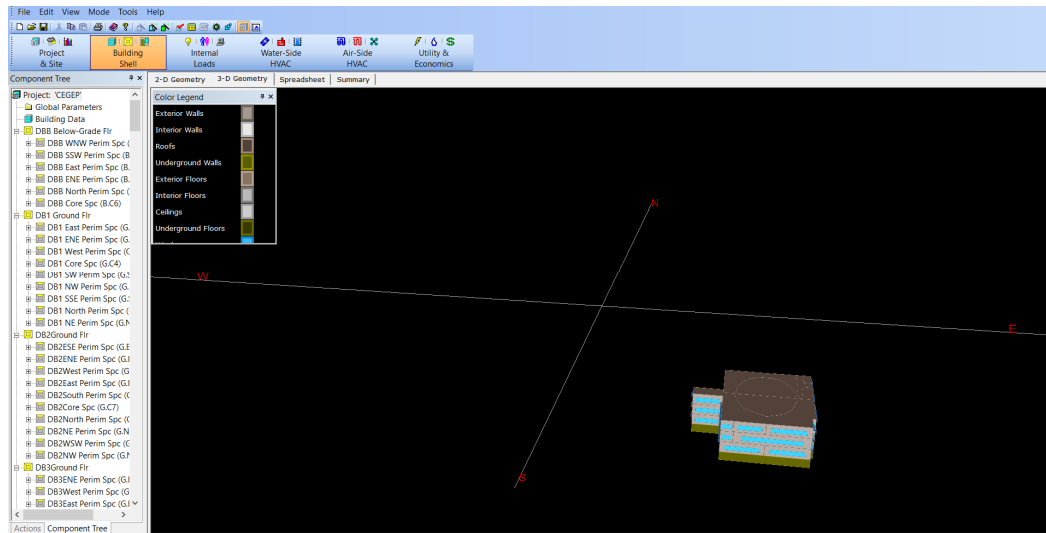 File Edit View Mode Tools Help
Project & Site
Building Shell
Internal Loads
Water-Side HVAC
Air-Side HVAC
Utility & Economics
Component Tree
2-D Geometry 3-D Geometry Spreadsheet Summary
Project: 'CEGEP'
Global Parameters
Building Data
DBB Below-Grade Flr
DBB WNW Perim Spc (
DBB SSW Perim Spc (B
DBB East Perim Spc (B.
DBB ENE Perim Spc (B.
DBB North Perim Spc (
DBB Core Spc (B.C6)
DB1 Ground Flr
DB1 East Perim Spc (G.
DB1 ENE Perim Spc (G.
DB1 West Perim Spc (G
DB1 Core Spc (G.C4)
DB1 SW Perim Spc (G.S
DB1 NW Perim Spc (G.
DB1 SSE Perim Spc (G.S
DB1 North Perim Spc (
DB1 NE Perim Spc (G.N
DB2Ground Flr
DB2ESE Perim Spc (G.E
DB2ENE Perim Spc (G.I
DB2West Perim Spc (G
DB2East Perim Spc (G.I
DB2South Perim Spc (G
DB2Core Spc (G.C7)
DB2North Perim Spc (G
DB2NE Perim Spc (G.N
DB2WSW Perim Spc (G
DB2NW Perim Spc (G.N
DB3Ground Flr
DB3ENE Perim Spc (G.I
DB3West Perim Spc (G
DB3East Perim Spc (G.I
Actions Component Tree
Color Legend
Exterior Walls
Interior Walls
Roofs
Underground Walls
Exterior Floors
Interior Floors
Ceilings
Underground Floors
N
W
E
S